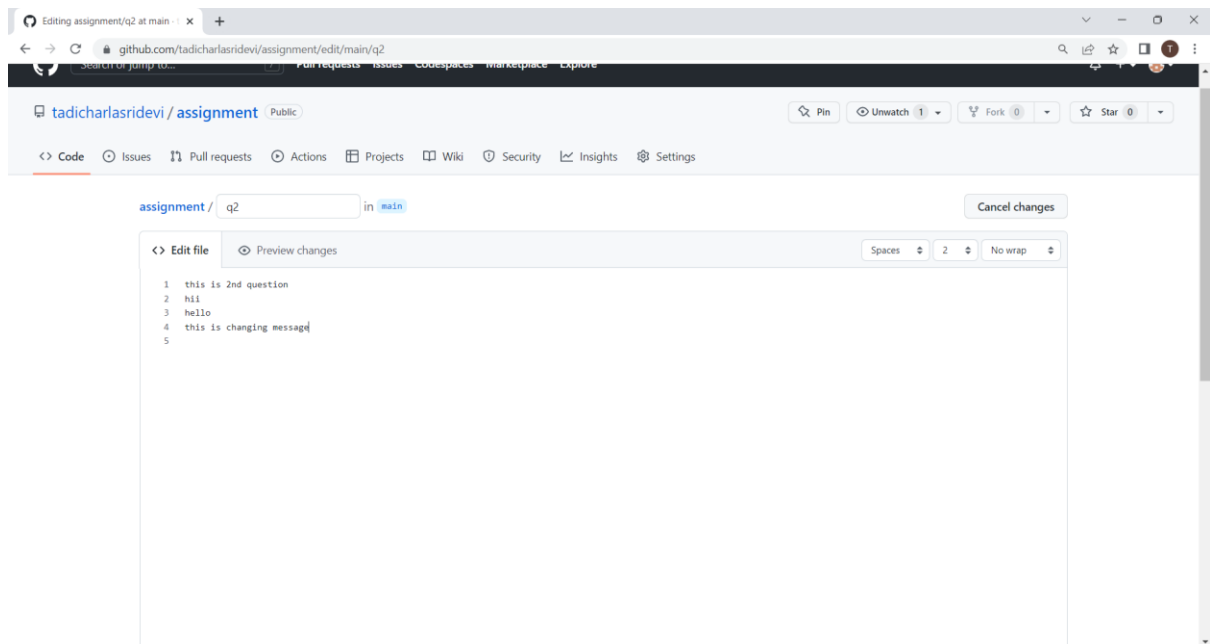 Editing assignment/q2 at main · t
github.com/tadicharlasridevi/assignment/edit/main/q2 T
Search or jump to... / Pull requests Issues Codespaces Marketplace Explore
tadicharlasridevi / assignment Public Pin Unwatch 1 Fork 0 Star 0
Code Issues Pull requests Actions Projects Wiki Security Insights Settings
assignment / q2 in main Cancel changes
<> Edit file Preview changes Spaces 2 No wrap
1 this is 2nd question
2 hii
3 hello
4 this is changing message
5